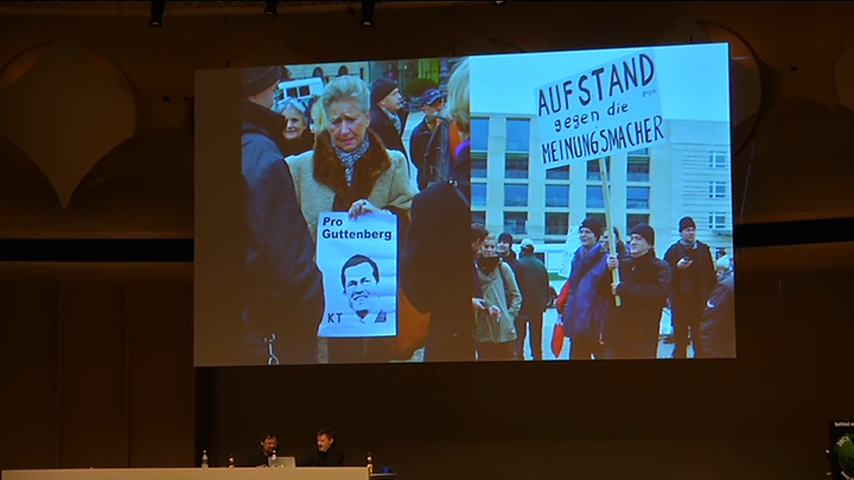 Pro
Guttenberg
KT
AUFSTAND
gegen die
MEINUNGSMACHER